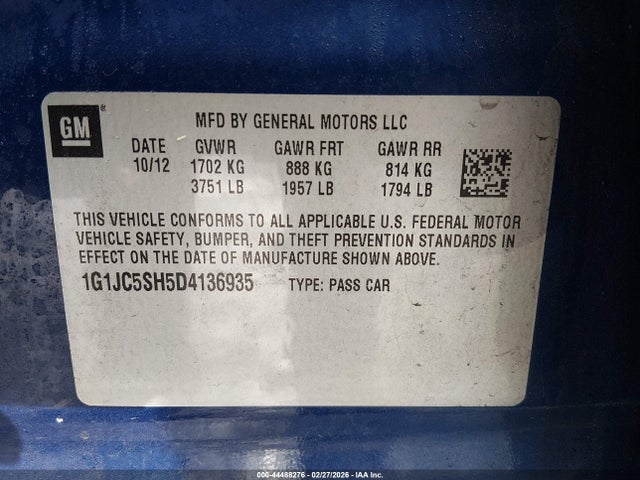 GM
MFD BY GENERAL MOTORS LLC
DATE GVWR GAWR FRT GAWR RR
10/12 1702 KG 888 KG 814 KG
3751 LB 1957 LB 1794 LB
THIS VEHICLE CONFORMS TO ALL APPLICABLE U.S. FEDERAL MOTOR
VEHICLE SAFETY, BUMPER, AND THEFT PREVENTION STANDARDS IN
EFFECT ON THE DATE OF MANUFACTURE SHOWN ABOVE.
1G1JC5SH5D4136935 TYPE: PASS CAR
000-44488276 - 02/27/2026 - IAA Inc.